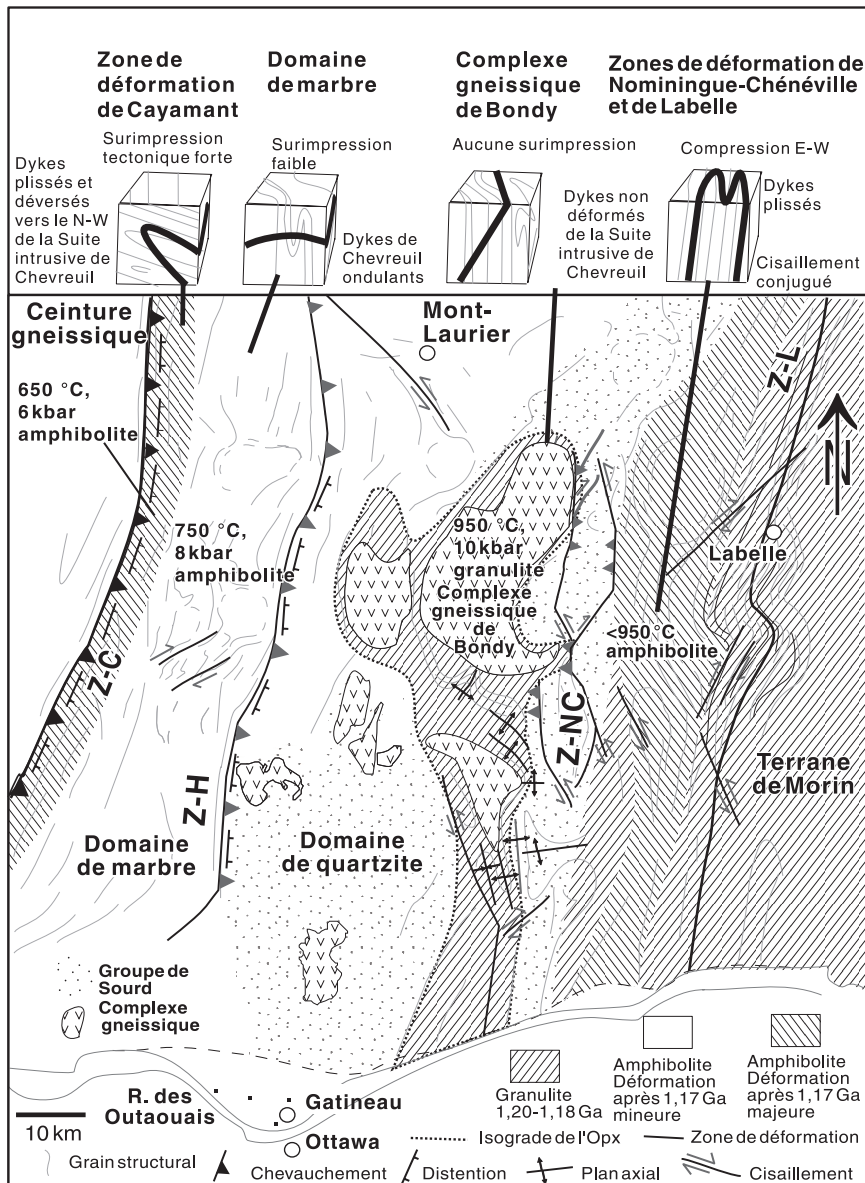 Zone de
déformation
de Cayamant
Surimpression
tectonique forte
Dykes
plissés et
déversés
vers le N-W
de la Suite
intrusive de
Chevreuil
Domaine
de marbre
Surimpression
faible
Dykes de
Chevreuil
ondulants
Complexe
gneissique
de Bondy
Aucune surimpression
Dykes non
déformés
de la Suite
intrusive de
Chevreuil
Zones de déformation de
Nominingue-Chénéville
et de Labelle
Compression E-W
Dykes
plissés
Cisaillement
conjugué
Ceinture
gneissique
Mont-
Laurier
Z-L
650 °C,
6 kbar
amphibolite
N
750 °C,
8 kbar
amphibolite
950 °C,
10 kbar
granulite
Complexe
gneissique
de
Bondy
Labelle
<950 °C
amphibolite
Z-C
Z-NC
Z-H
Terrane
de Morin
Domaine
de marbre
Domaine
de quartzite
Groupe de
Sourd
Complexe
gneissique
Granulite
1,20-1,18 Ga
Amphibolite
Déformation
après 1,17 Ga
mineure
Amphibolite
Déformation
après 1,17 Ga
majeure
R. des
Outaouais
Gatineau
Ottawa
10 km
Isograde de l'Opx
Zone de déformation
Grain structural
Chevauchement
Distention
Plan axial
Cisaillement